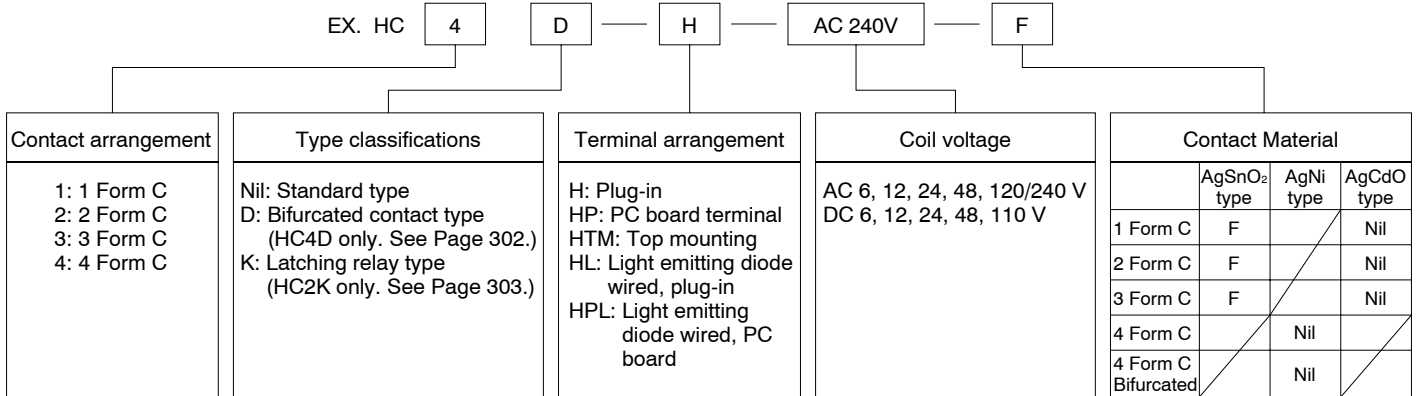 EX. HC 4 D H AC 240V F
Contact arrangement
1: 1 Form C
2: 2 Form C
3: 3 Form C
4: 4 Form C
Type classifications
Nil: Standard type
D: Bifurcated contact type
(HC4D only. See Page 302.)
K: Latching relay type
(HC2K only. See Page 303.)
Terminal arrangement
H: Plug-in
HP: PC board terminal
HTM: Top mounting
HL: Light emitting diode
wired, plug-in
HPL: Light emitting
diode wired, PC
board
Coil voltage
AC 6, 12, 24, 48, 120/240 V
DC 6, 12, 24, 48, 110 V
Contact Material
AgSnO₂ type AgNi type AgCdO type
1 Form C F Nil
2 Form C F Nil
3 Form C F Nil
4 Form C Nil
4 Form C Bifurcated Nil